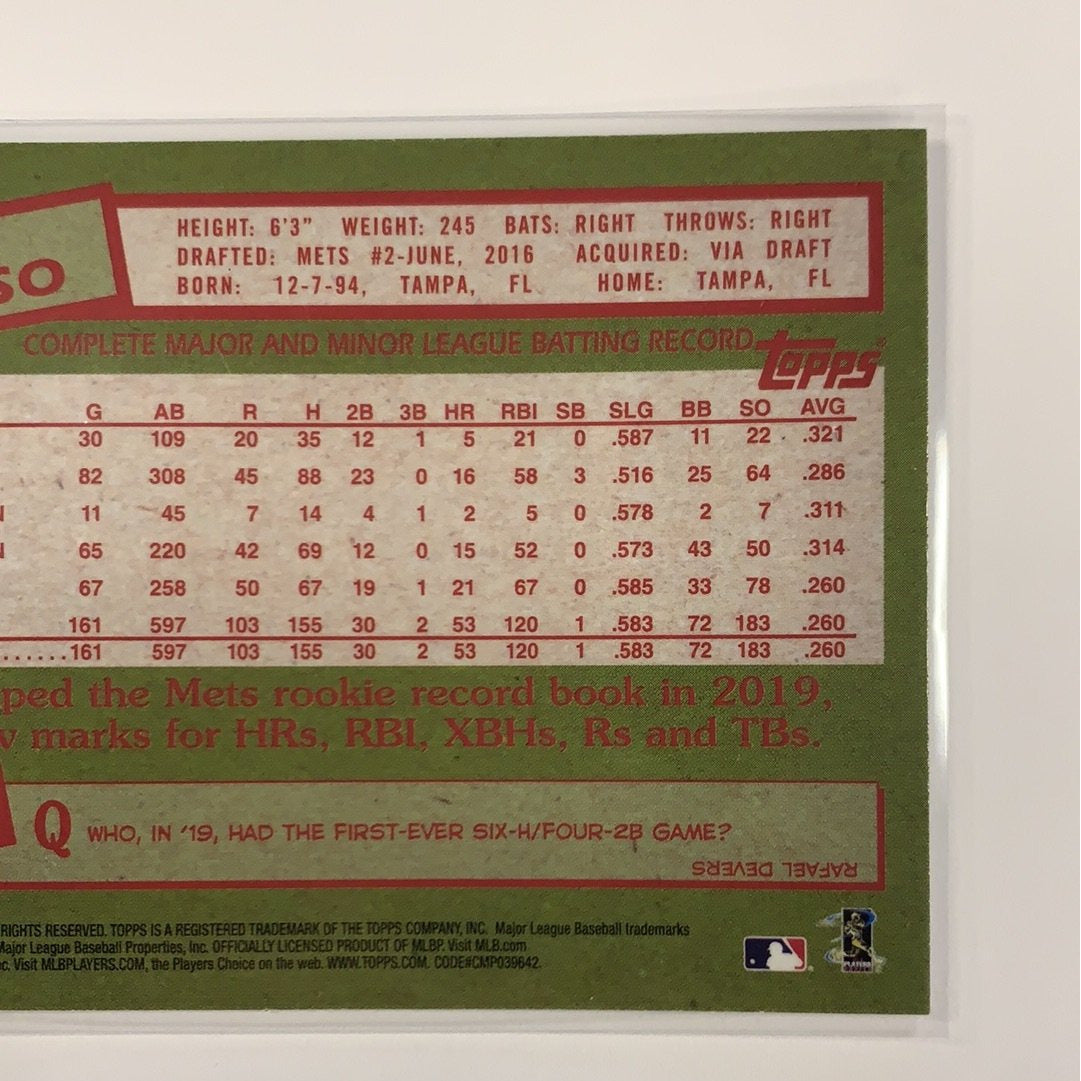 SO
HEIGHT: 6'3" WEIGHT: 245 BATS: RIGHT THROWS: RIGHT
DRAFTED: METS #2-JUNE, 2016 ACQUIRED: VIA DRAFT
BORN: 12-7-94, TAMPA, FL HOME: TAMPA, FL
COMPLETE MAJOR AND MINOR LEAGUE BATTING RECORD
topps
G AB R H 2B 3B HR RBI SB SLG BB SO AVG
30 109 20 35 12 1 5 21 0 .587 11 22 .321
82 308 45 88 23 0 16 58 3 .516 25 64 .286
11 45 7 14 4 1 2 5 0 .578 2 7 .311
65 220 42 69 12 0 15 52 0 .573 43 50 .314
67 258 50 67 19 1 21 67 0 .585 33 78 .260
161 597 103 155 30 2 53 120 1 .583 72 183 .260
......161 597 103 155 30 2 53 120 1 .583 72 183 .260
ped the Mets rookie record book in 2019,
marks for HRs, RBI, XBHs, Rs and TBs.
Q WHO, IN '19, HAD THE FIRST-EVER SIX-H/FOUR-2B GAME?
RAFAEL DEVERS
RIGHTS RESERVED. TOPPS IS A REGISTERED TRADEMARK OF THE TOPPS COMPANY, INC. Major League Baseball trademarks
Major League Baseball Properties, Inc. OFFICIALLY LICENSED PRODUCT OF MLBP. Visit MLB.com
c. Visit MLBPLAYERS.COM, the Players Choice on the web. WWW.TOPPS.COM. CODE#CMP039642.